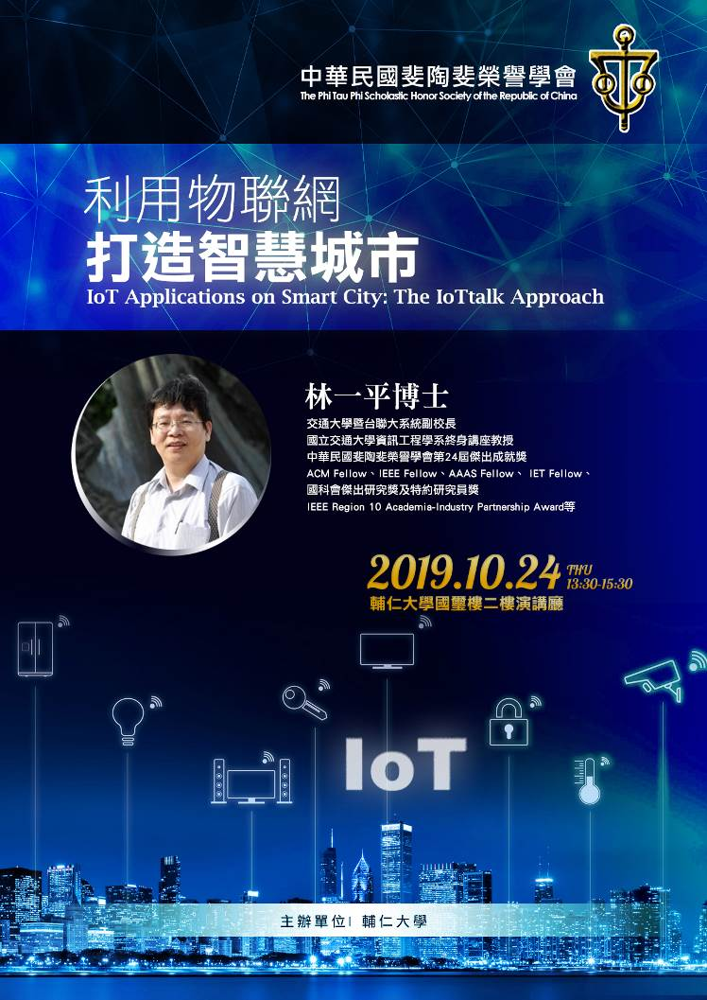 中華民國斐陶斐榮譽學會
The Phi Tau Phi Scholastic Honor Society of the Republic of China
利用物聯網
打造智慧城市
IoT Applications on Smart City: The IoTtalk Approach
林一平博士
交通大學暨台聯大系統副校長
國立交通大學資訊工程學系終身講座教授
中華民國斐陶斐榮譽學會第24屆傑出成就獎
ACM Fellow、IEEE Fellow、AAAS Fellow、 IET Fellow、
國科會傑出研究獎及特約研究員獎
IEEE Region 10 Academia-Industry Partnership Award等
2019.10.24 THU
13:30-15:30
輔仁大學國璽樓二樓演講廳
IoT
主辦單位| 輔仁大學